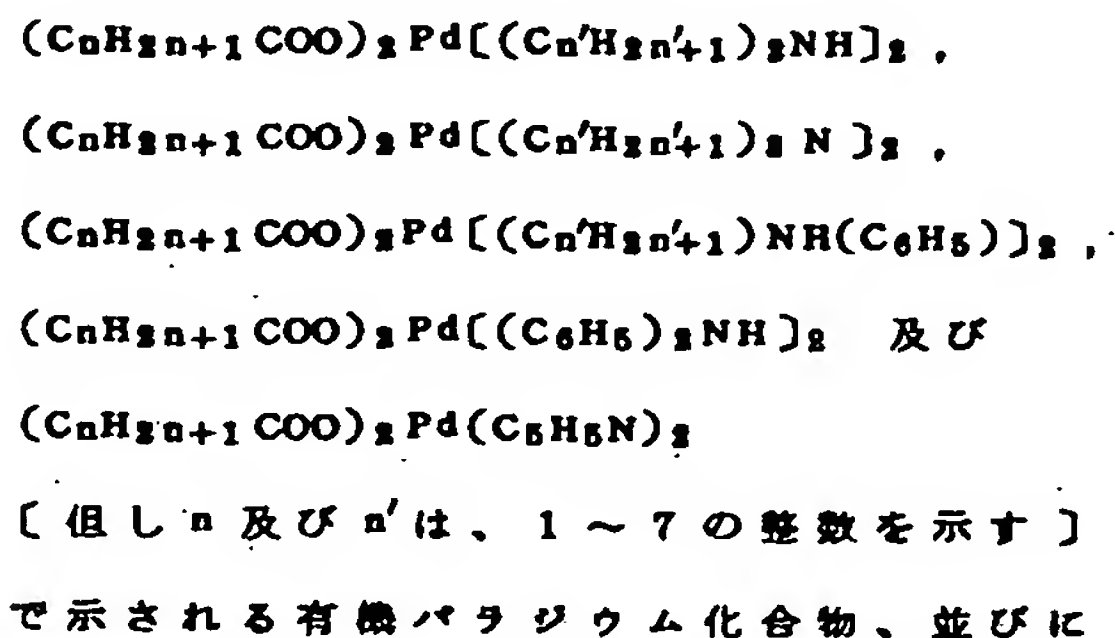 (CnH2n+1COO)2Pd〔(Cn'H2n'+1)2NH〕2 ,
(CnH2n+1COO)2Pd〔(Cn'H2n'+1)3N〕2 ,
(CnH2n+1COO)2Pd〔(Cn'H2n'+1)NH(C6H5)〕2 ,
(CnH2n+1COO)2Pd〔(C6H5)2NH〕2 及び
(CnH2n+1COO)2Pd(C5H5N)2
〔但しn及びn'は、1～7の整数を示す〕
で示される有機パラジウム化合物、並びに